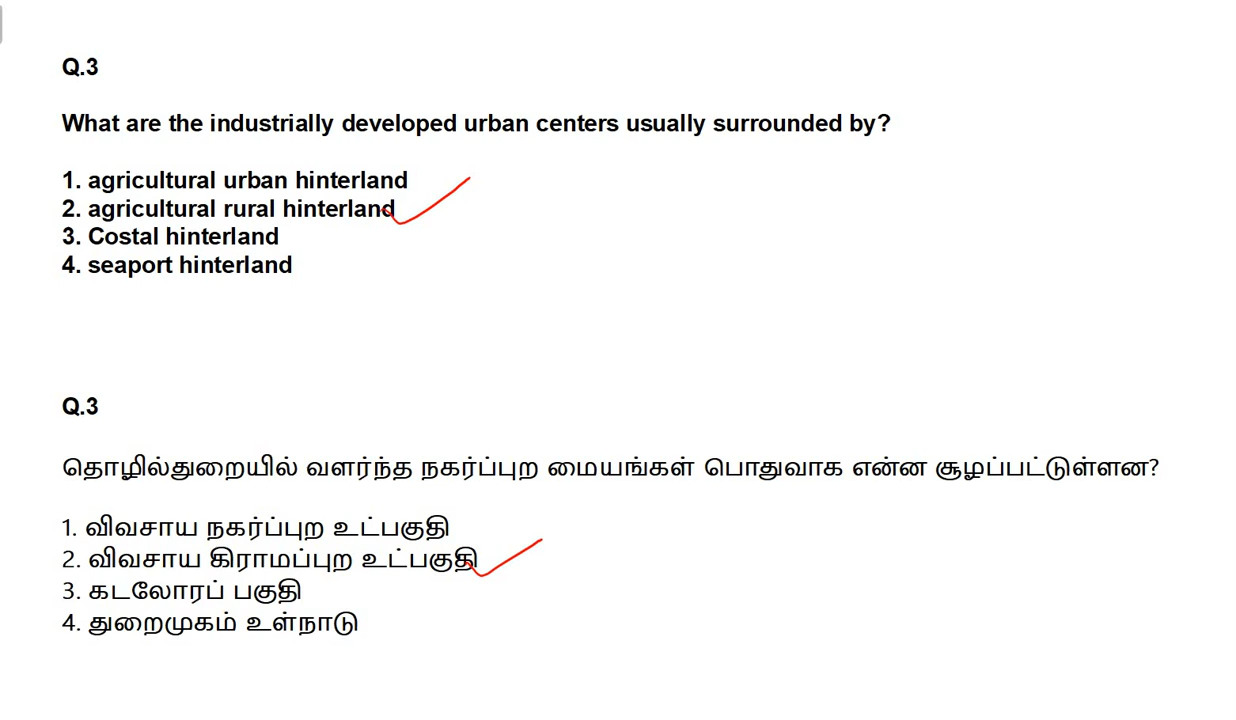 Q.3
What are the industrially developed urban centers usually surrounded by?
1. agricultural urban hinterland
2. agricultural rural hinterland
3. Costal hinterland
4. seaport hinterland
Q.3
தொழில்துறையில் வளர்ந்த நகர்ப்புற மையங்கள் பொதுவாக என்ன சூழப்பட்டுள்ளன?
1. விவசாய நகர்ப்புற உட்பகுதி
2. விவசாய கிராமப்புற உட்பகுதி
3. கடலோரப் பகுதி
4. துறைமுகம் உள்நாடு